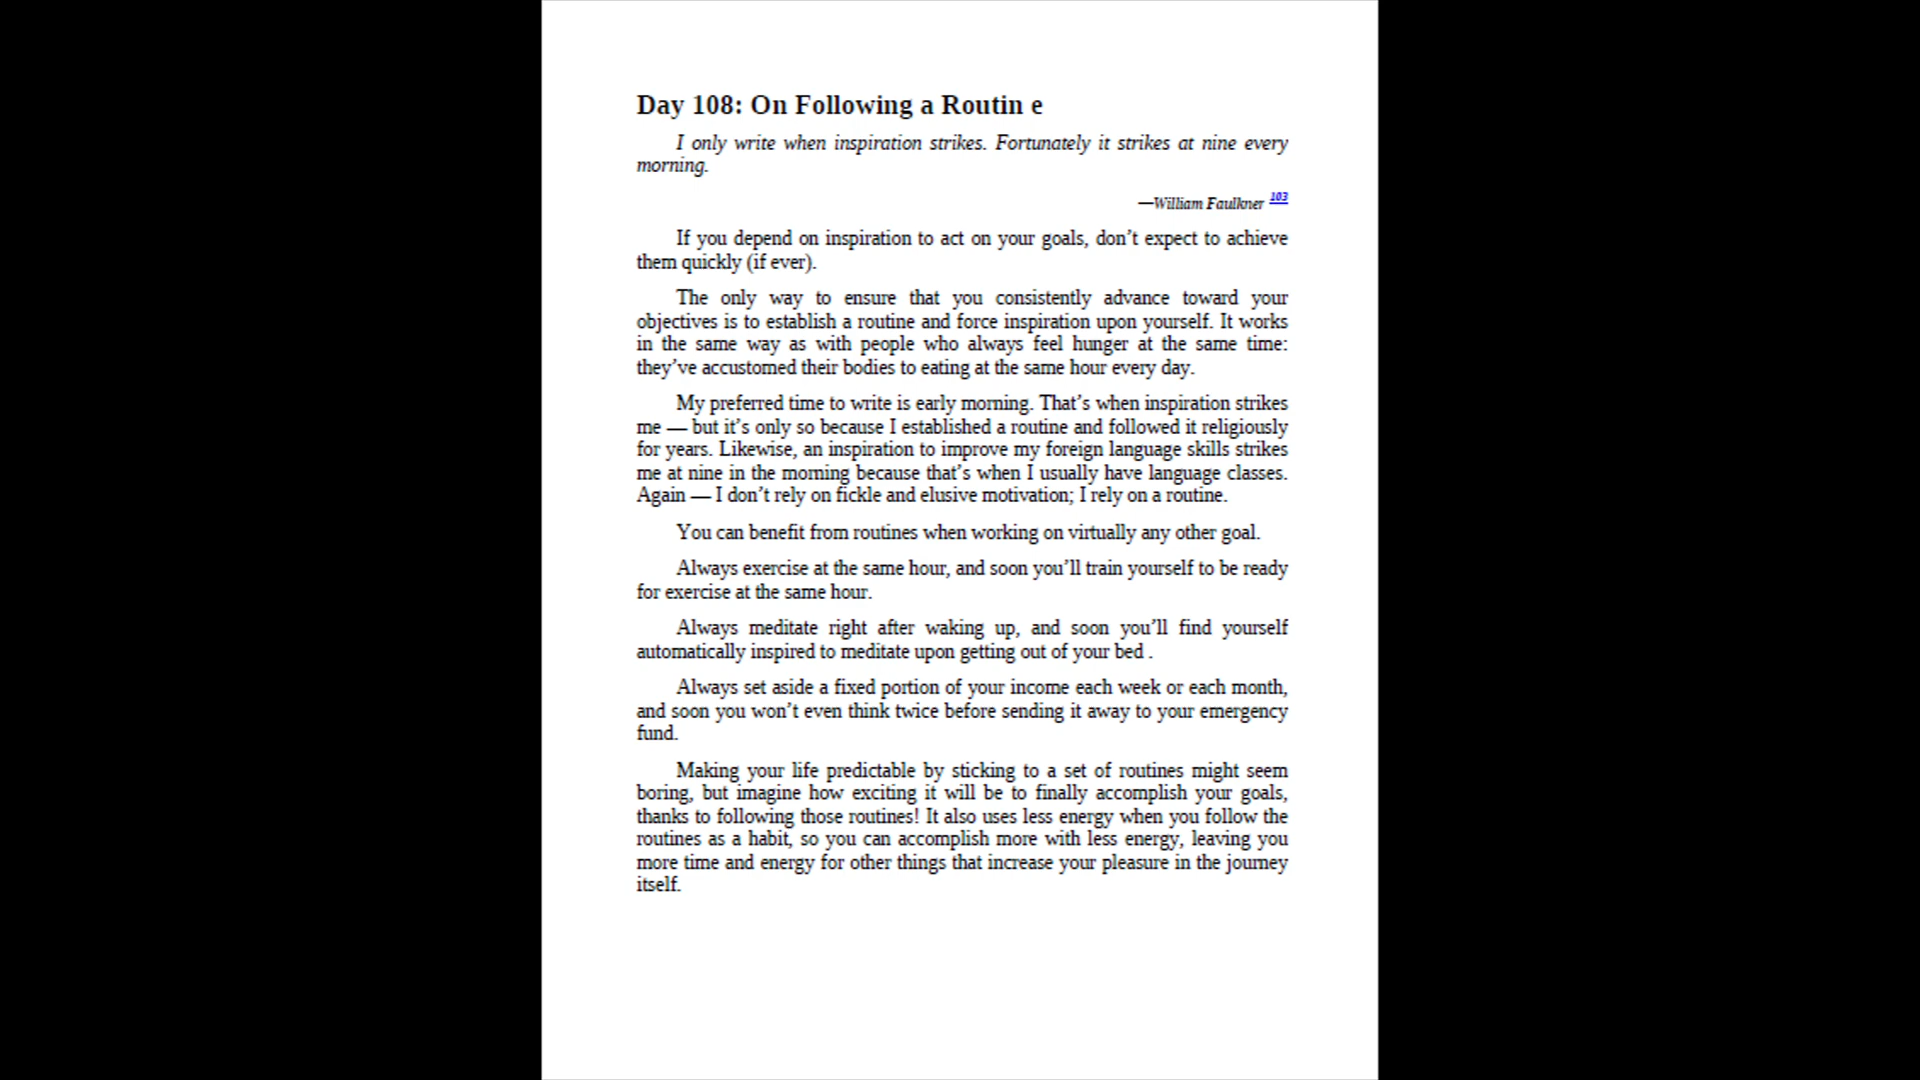 Day 108: On Following a Routin e
I only write when inspiration strikes. Fortunately it strikes at nine every
morning.
—William Faulkner 103
If you depend on inspiration to act on your goals, don’t expect to achieve
them quickly (if ever).
The only way to ensure that you consistently advance toward your
objectives is to establish a routine and force inspiration upon yourself. It works
in the same way as with people who always feel hunger at the same time:
they’ve accustomed their bodies to eating at the same hour every day.
My preferred time to write is early morning. That’s when inspiration strikes
me — but it’s only so because I established a routine and followed it religiously
for years. Likewise, an inspiration to improve my foreign language skills strikes
me at nine in the morning because that’s when I usually have language classes.
Again — I don’t rely on fickle and elusive motivation; I rely on a routine.
You can benefit from routines when working on virtually any other goal.
Always exercise at the same hour, and soon you’ll train yourself to be ready
for exercise at the same hour.
Always meditate right after waking up, and soon you’ll find yourself
automatically inspired to meditate upon getting out of your bed .
Always set aside a fixed portion of your income each week or each month,
and soon you won’t even think twice before sending it away to your emergency
fund.
Making your life predictable by sticking to a set of routines might seem
boring, but imagine how exciting it will be to finally accomplish your goals,
thanks to following those routines! It also uses less energy when you follow the
routines as a habit, so you can accomplish more with less energy, leaving you
more time and energy for other things that increase your pleasure in the journey
itself.